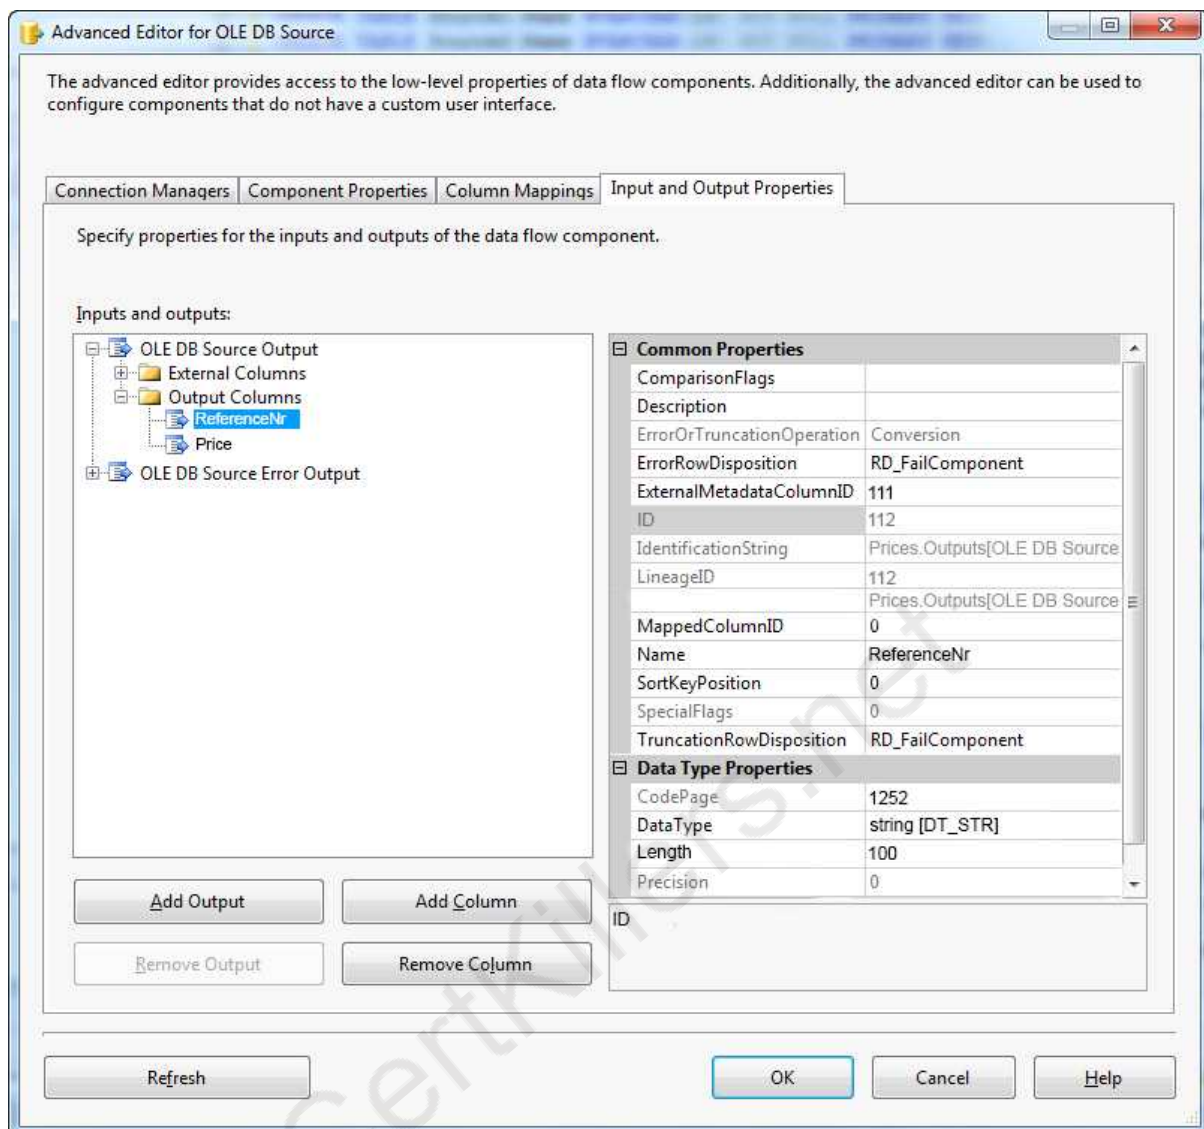 Advanced Editor for OLE DB Source
The advanced editor provides access to the low-level properties of data flow components. Additionally, the advanced editor can be used to
configure components that do not have a custom user interface.
Connection Managers Component Properties Column Mappings Input and Output Properties
Specify properties for the inputs and outputs of the data flow component.
Inputs and outputs:
OLE DB Source Output
External Columns
Output Columns
ReferenceNr
Price
OLE DB Source Error Output
Common Properties
ComparisonFlags
Description
ErrorOrTruncationOperation Conversion
ErrorRowDisposition RD_FailComponent
ExternalMetadataColumnID 111
ID 112
IdentificationString Prices.Outputs[OLE DB Source
LineageID 112
Prices.Outputs[OLE DB Source
MappedColumnID 0
Name ReferenceNr
SortKeyPosition 0
SpecialFlags 0
TruncationRowDisposition RD_FailComponent
Data Type Properties
CodePage 1252
DataType string [DT_STR]
Length 100
Precision 0
Add Output Add Column
Remove Output Remove Column
ID
Refresh OK Cancel Help
CertKillers.net